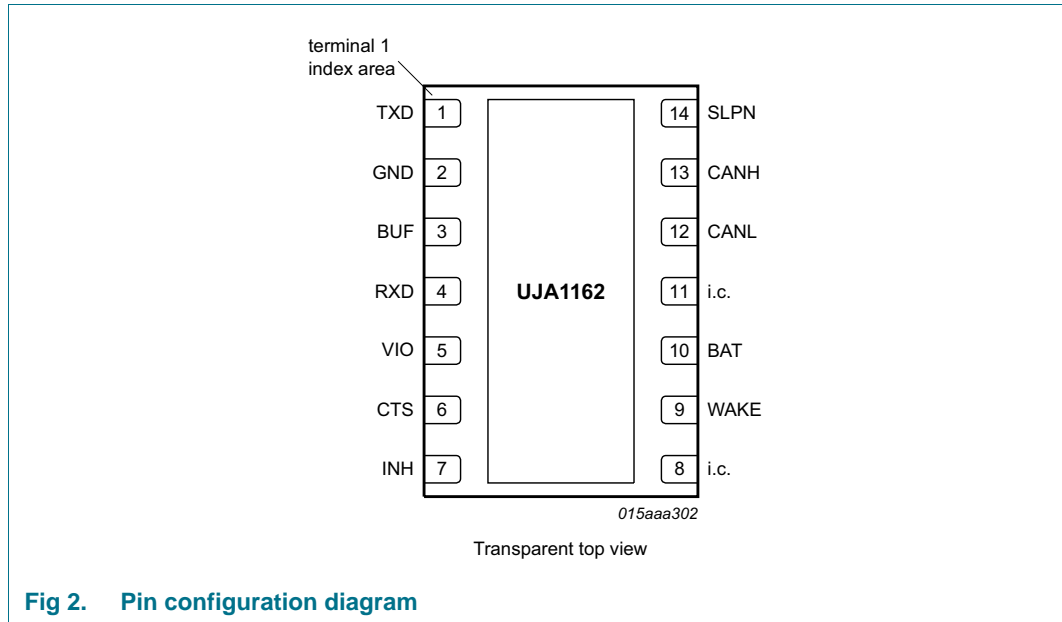 terminal 1
index area
TXD 1
GND 2
BUF 3
RXD 4
VIO 5
CTS 6
INH 7
UJA1162
14 SLPN
13 CANH
12 CANL
11 i.c.
10 BAT
9 WAKE
8 i.c.
015aaa302
Transparent top view
Fig 2. Pin configuration diagram